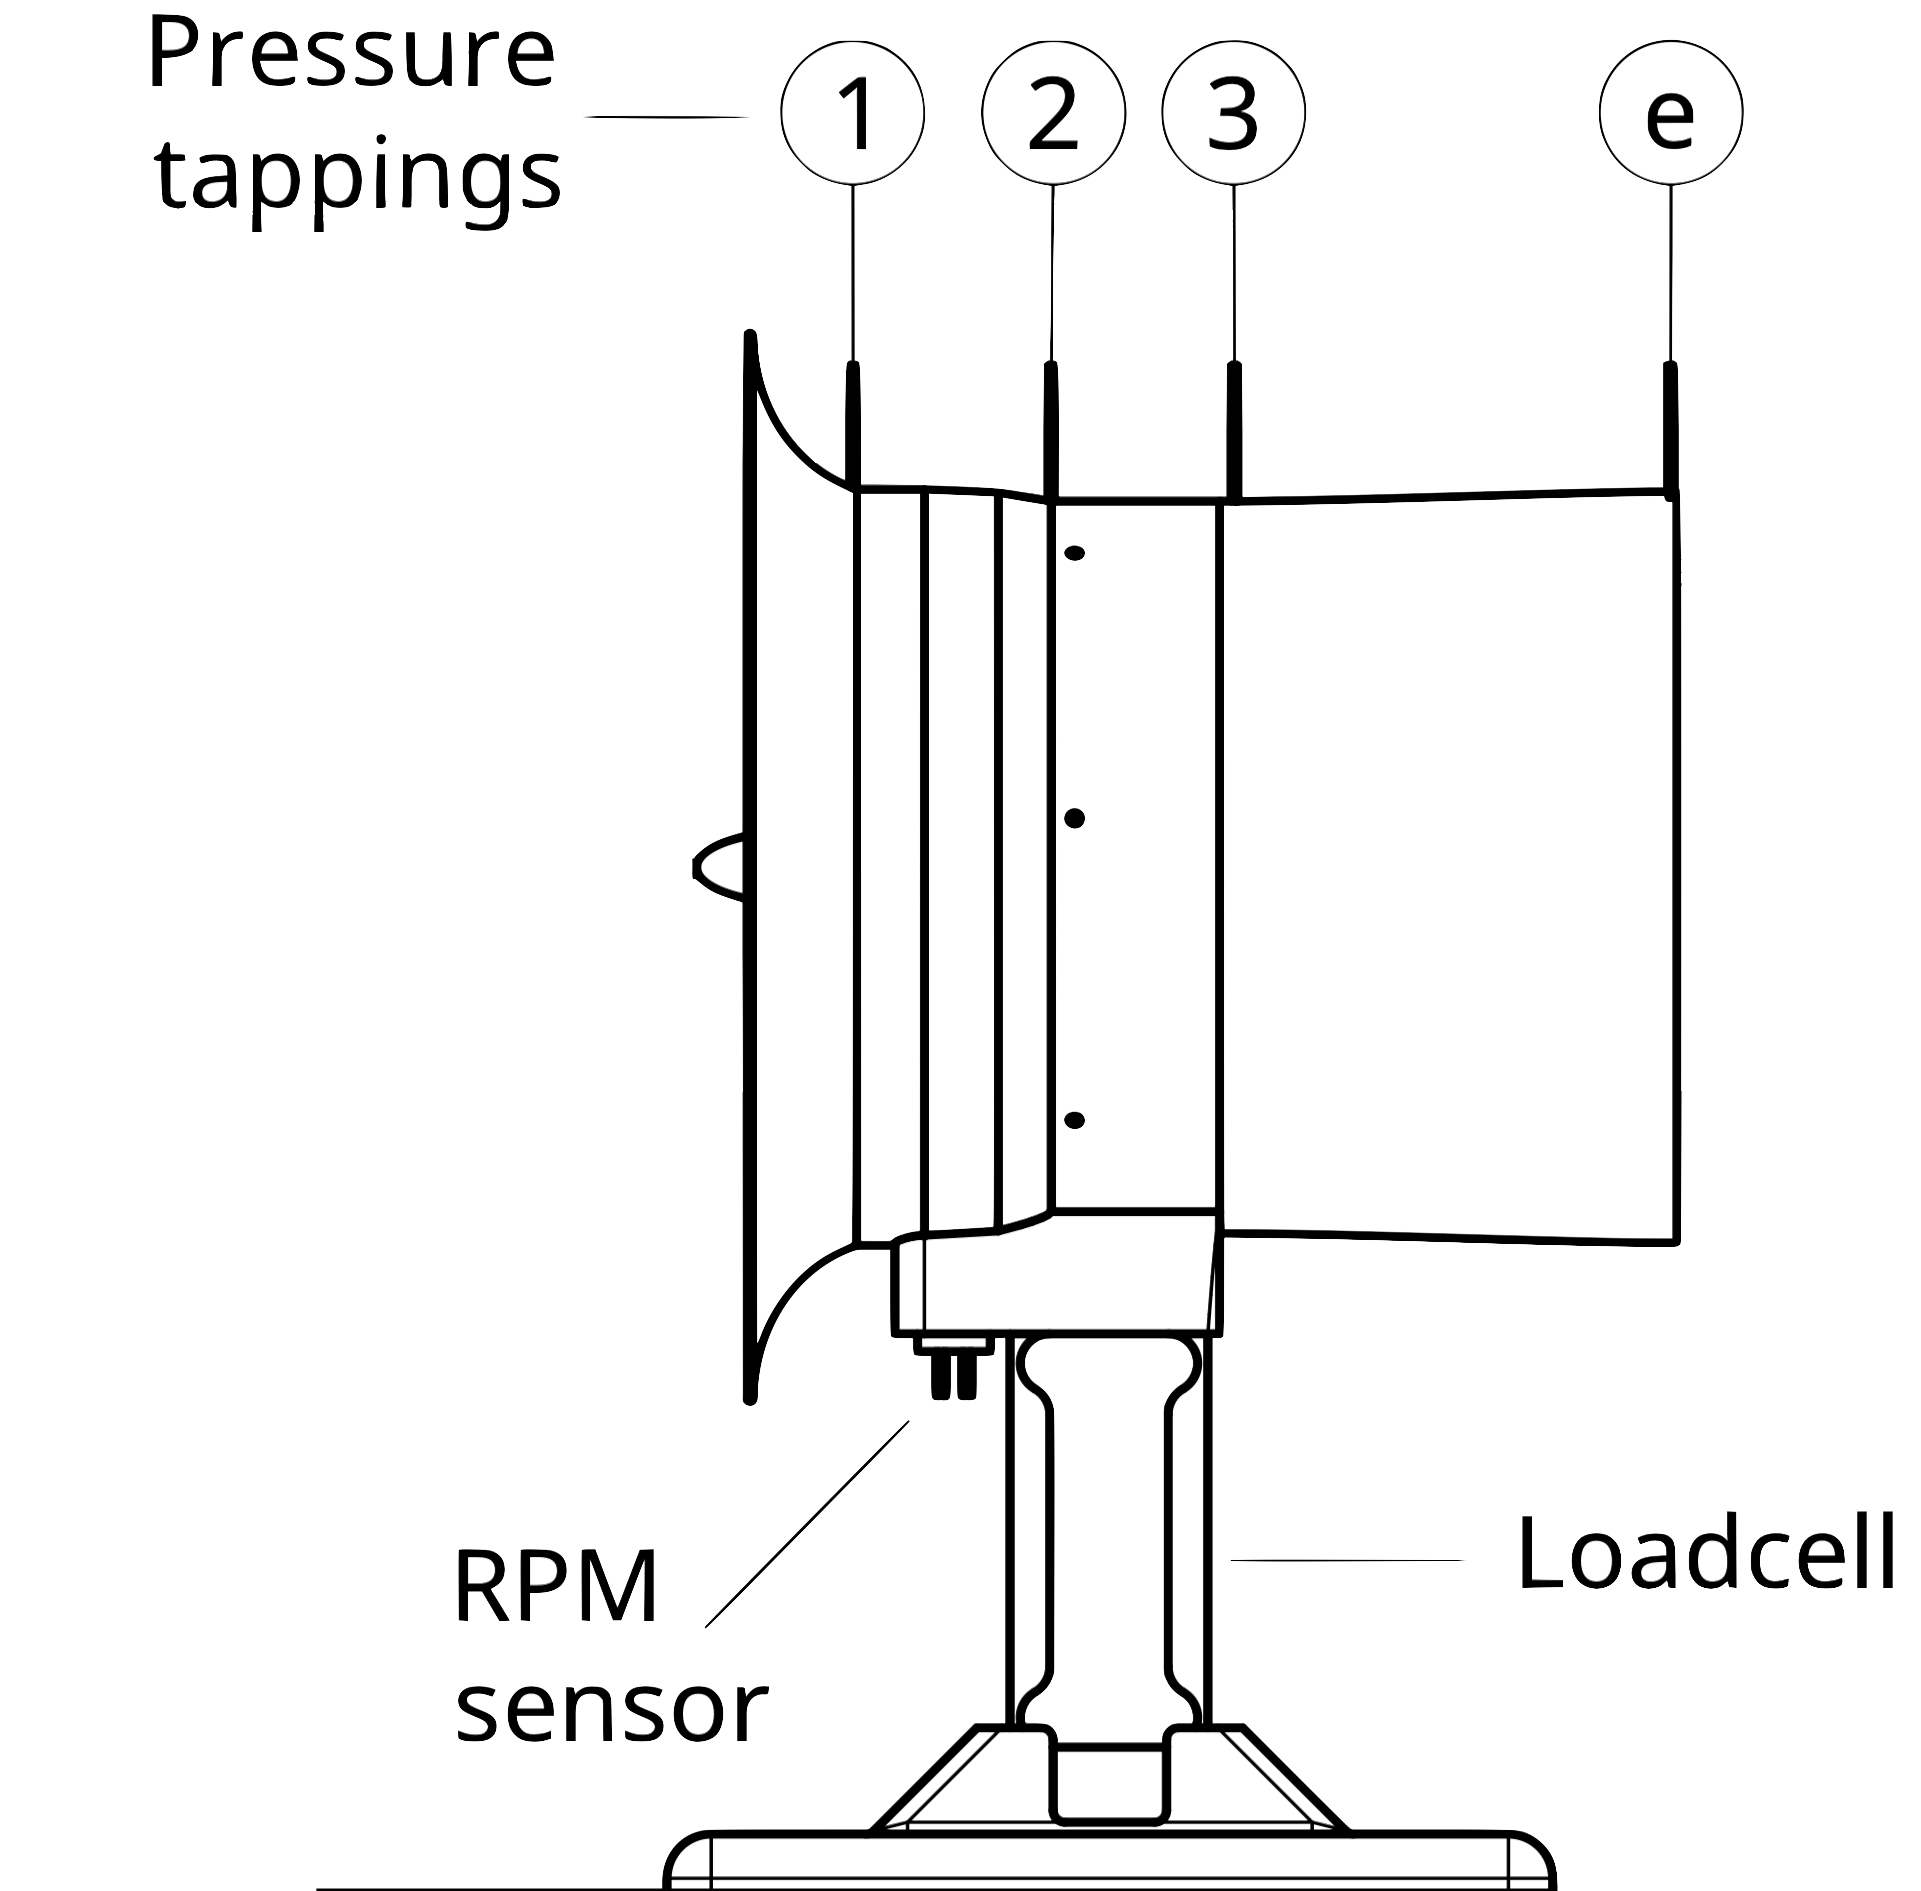 Pressure
tappings
1 2 3 e
RPM
sensor
Loadcell